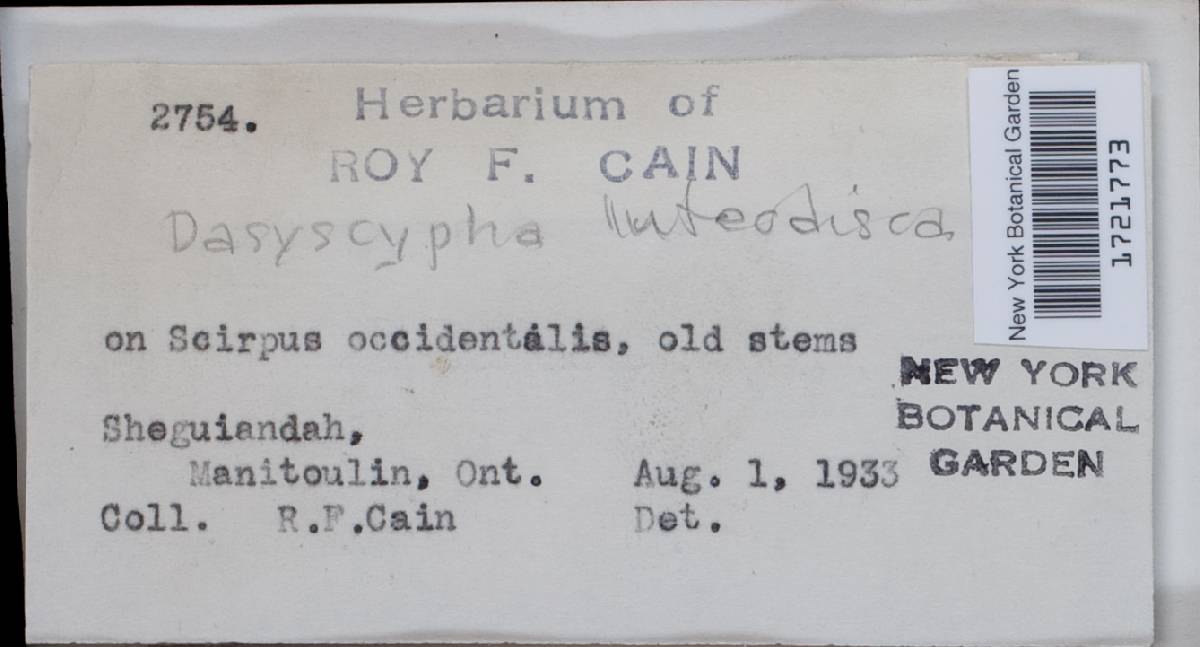 2754. Herbarium of
ROY F. CAIN
Dasyscypha luteodisca
on Scirpus occidentális, old stems
Sheguiandah,
Manitoulin, Ont. Aug. 1, 1933
Coll. R.F.Cain Det.
New York Botanical Garden
1721773
NEW YORK
BOTANICAL
GARDEN